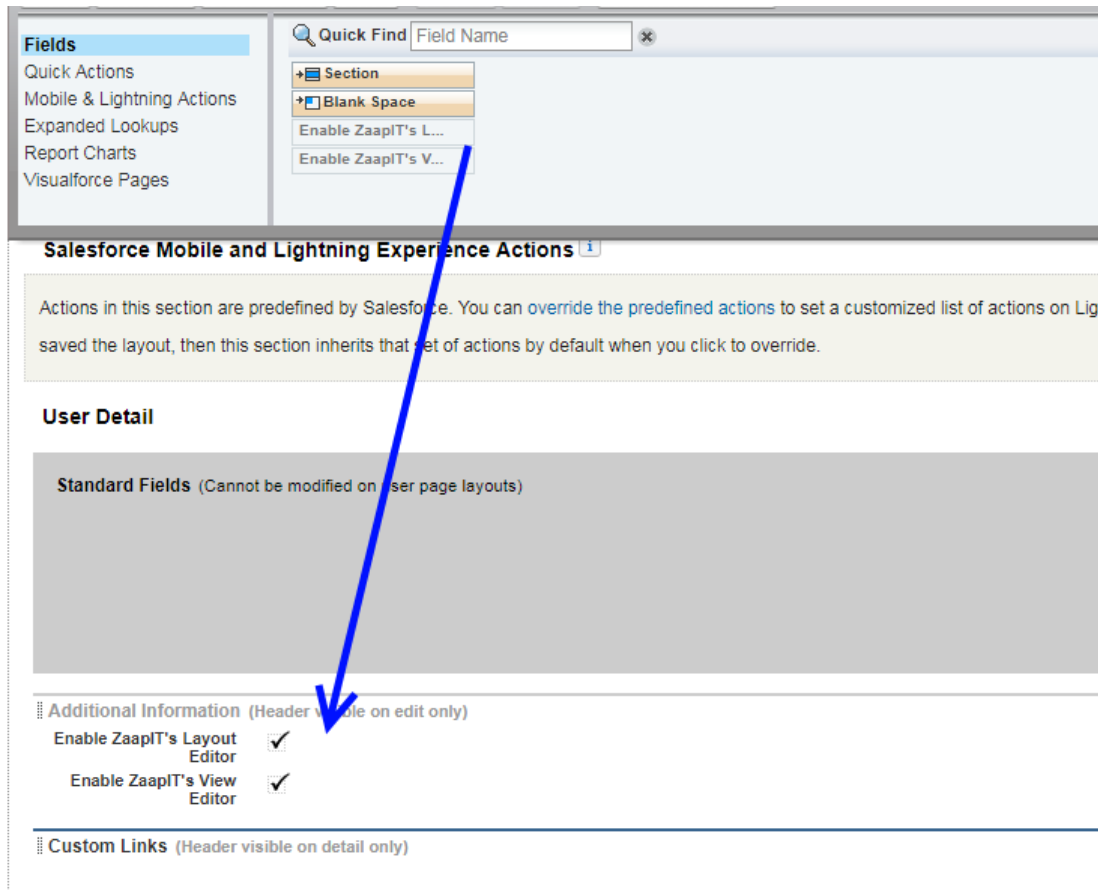 Fields
Quick Actions
Mobile & Lightning Actions
Expanded Lookups
Report Charts
Visualforce Pages
Quick Find Field Name
Section
Blank Space
Enable ZaapIT's L...
Enable ZaapIT's V...
Salesforce Mobile and Lightning Experience Actions i
Actions in this section are predefined by Salesforce. You can override the predefined actions to set a customized list of actions on Lig
saved the layout, then this section inherits that set of actions by default when you click to override.
User Detail
Standard Fields (Cannot be modified on user page layouts)
Additional Information (Header visible on edit only)
Enable ZaapIT's Layout
Editor
Enable ZaapIT's View
Editor
Custom Links (Header visible on detail only)